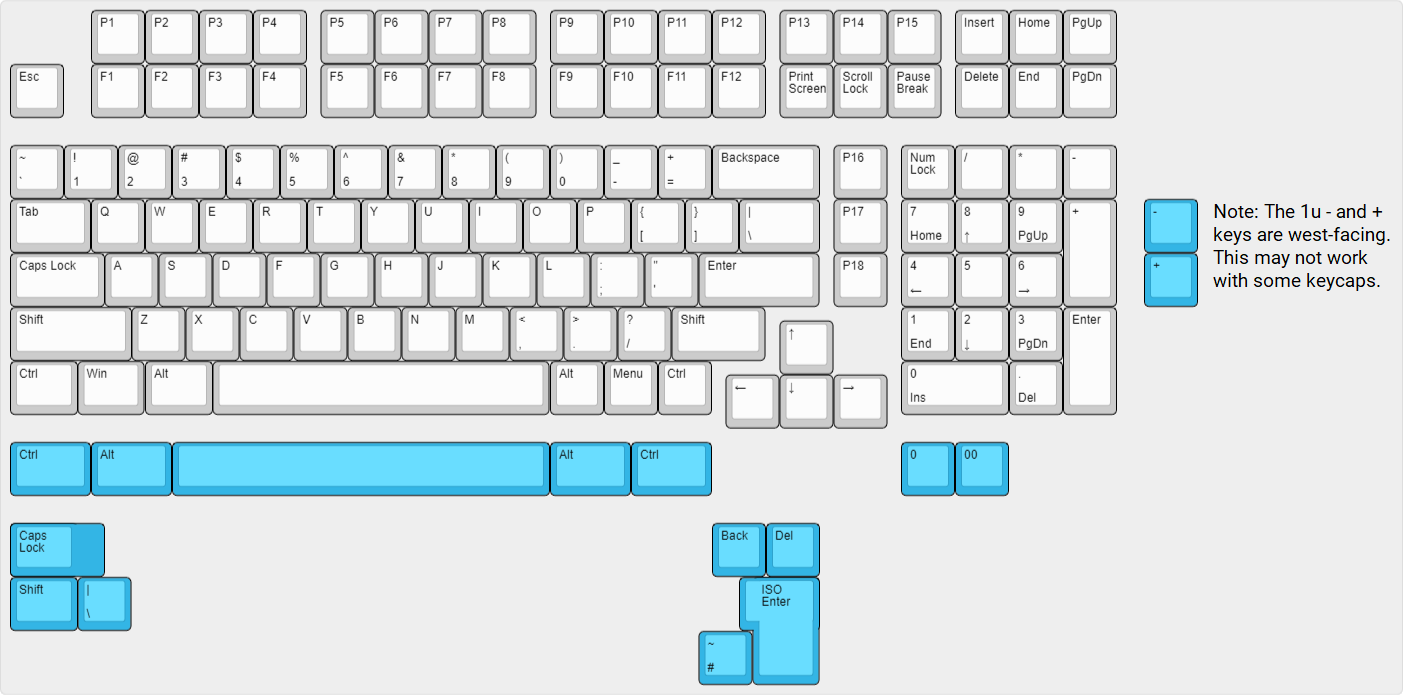 P1 P2 P3 P4 P5 P6 P7 P8 P9 P10 P11 P12 P13 P14 P15 Insert Home PgUp
Esc F1 F2 F3 F4 F5 F6 F7 F8 F9 F10 F11 F12 Print Scroll Pause Delete End PgDn
Screen Lock Break
~ ! @ # $ % ^ & * ( ) _ + Backspace P16 Num / * -
Lock
` 1 2 3 4 5 6 7 8 9 0 - =
Tab Q W E R T Y U I O P { } | P17 7 8 9 + -
[ ] \ Home ↑ PgUp
Note: The 1u - and +
keys are west-facing.
This may not work
with some keycaps.
Caps Lock A S D F G H J K L : " Enter P18 4 5 6 +
; ' ← →
Shift Z X C V B N M < > ? Shift ↑ 1 2 3 Enter
, . / End ↓ PgDn
Ctrl Win Alt Alt Menu Ctrl ← ↓ → 0 .
Ins Del
Ctrl Alt Alt Ctrl 0 00
Caps Back Del
Lock
Shift | ISO
\ Enter
~
#